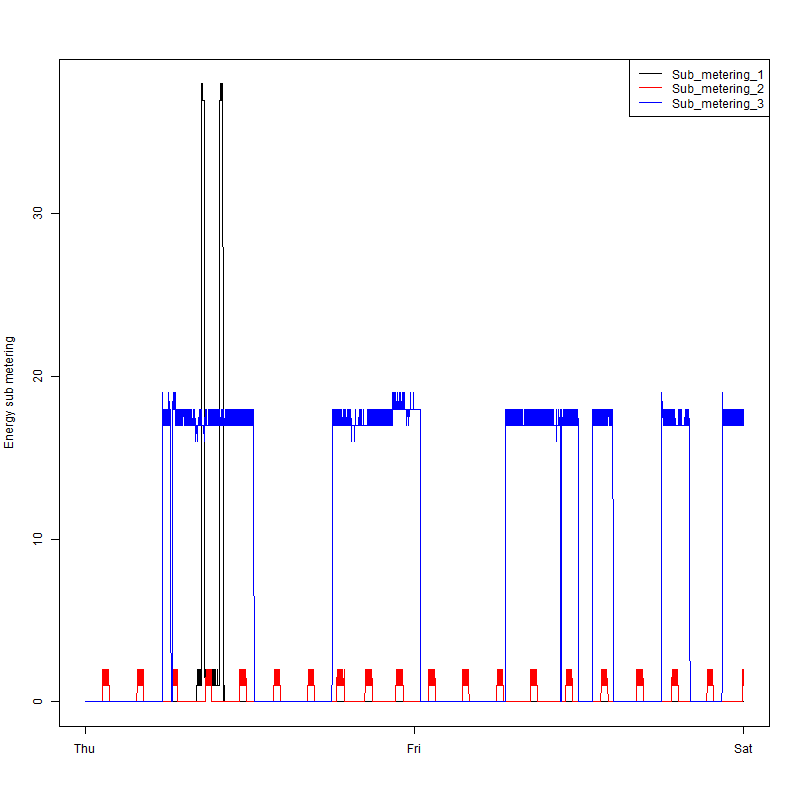 Sub_metering_1
Sub_metering_2
Sub_metering_3
Energy sub metering
30
20
10
0
Thu
Fri
Sat